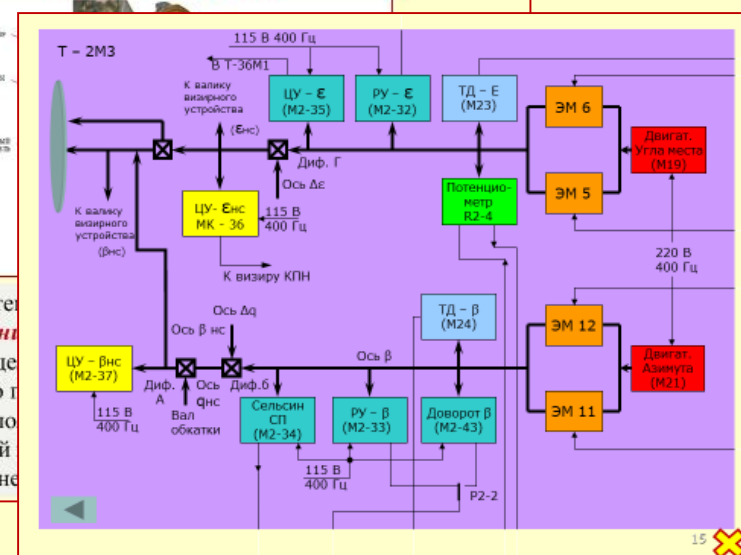 Т – 2М3
115 В 400 Гц
В Т-36М1
К валику
визирного
устройства
(εнс)
ЦУ - ε
(М2-35)
РУ – ε
(М2-32)
ТД – Е
(М23)
ЭМ 6
Двигат.
Угла места
(М19)
Диф. Г
Ось Δε
К валику
визирного
устройства
(βнс)
ЦУ- εнс
МК - 36
115 В
400 Гц
Потенцио-
метр
R2-4
ЭМ 5
К визиру КПН
220 В
400 Гц
Ось Δq
Ось β нс
ТД – β
(М24)
ЭМ 12
ЦУ – βнс
(М2-37)
Ось β
Двигат.
Азимута
(М21)
Диф.
А
Ось
qнс
Диф.б
Вал
обкатки
115 В
400 Гц
Сельсин
СП
(М2-34)
РУ – β
(М2-33)
Доворот β
(М2-43)
ЭМ 11
115 В
400 Гц
Р2-2
15